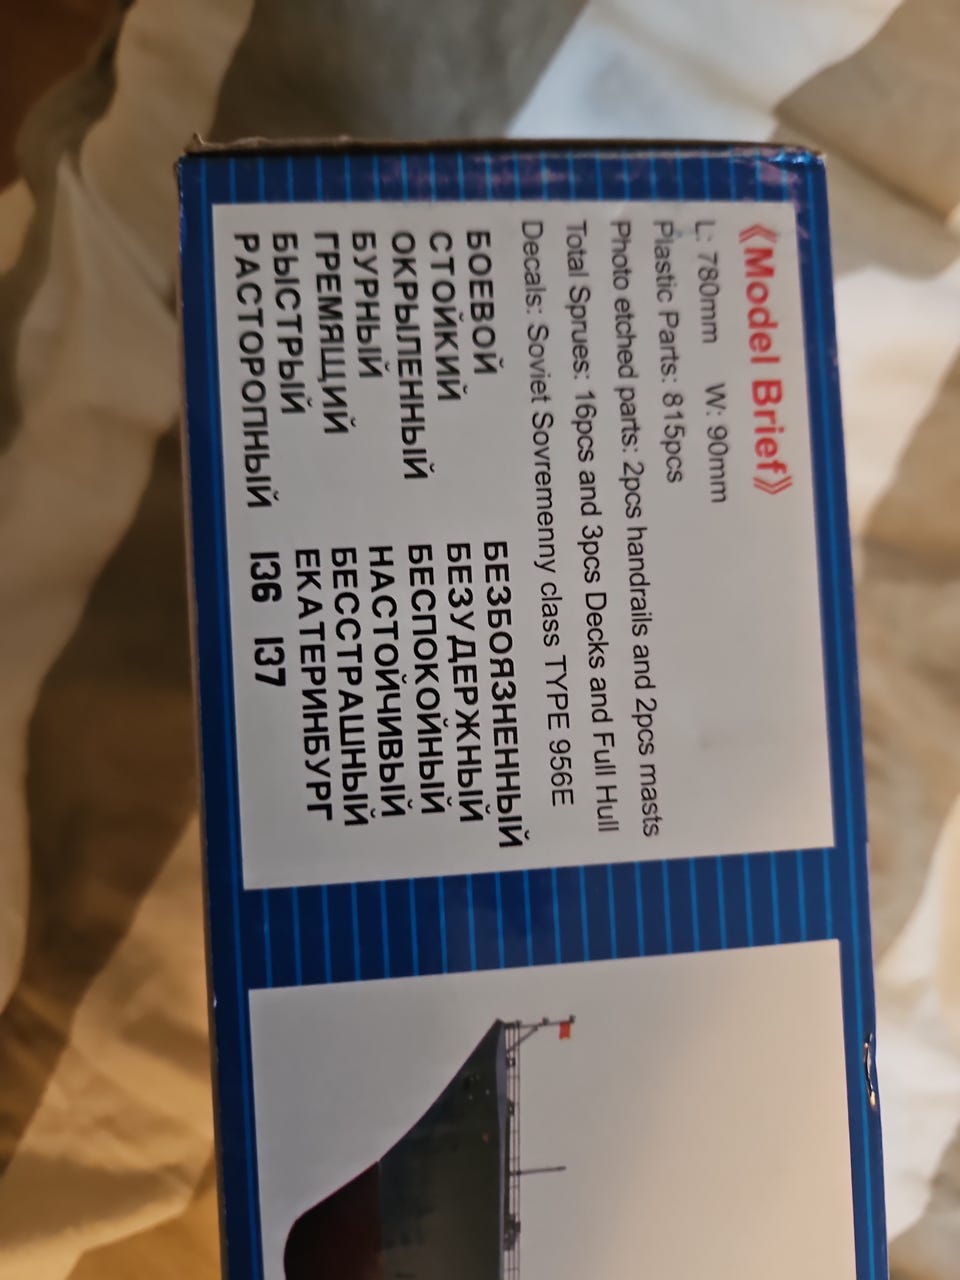 《Model Brief》
L: 780mm W: 90mm
Plastic Parts: 815pcs
Photo etched parts: 2pcs handrails and 2pcs masts
Total Sprues: 16pcs and 3pcs Decks and Full Hull
Decals: Soviet Sovremenny class TYPE 956E
БОЕВОЙ БЕЗБОЯЗНЕННЫЙ
СТОЙКИЙ БЕЗУДЕРЖНЫЙ
ОКРЫЛЕННЫЙ БЕСПОКОЙНЫЙ
БУРНЫЙ НАСТОЙЧИВЫЙ
ГРЕМЯЩИЙ БЕССТРАШНЫЙ
БЫСТРЫЙ ЕКАТЕРИНБУРГ
РАСТОРОПНЫЙ 136 137